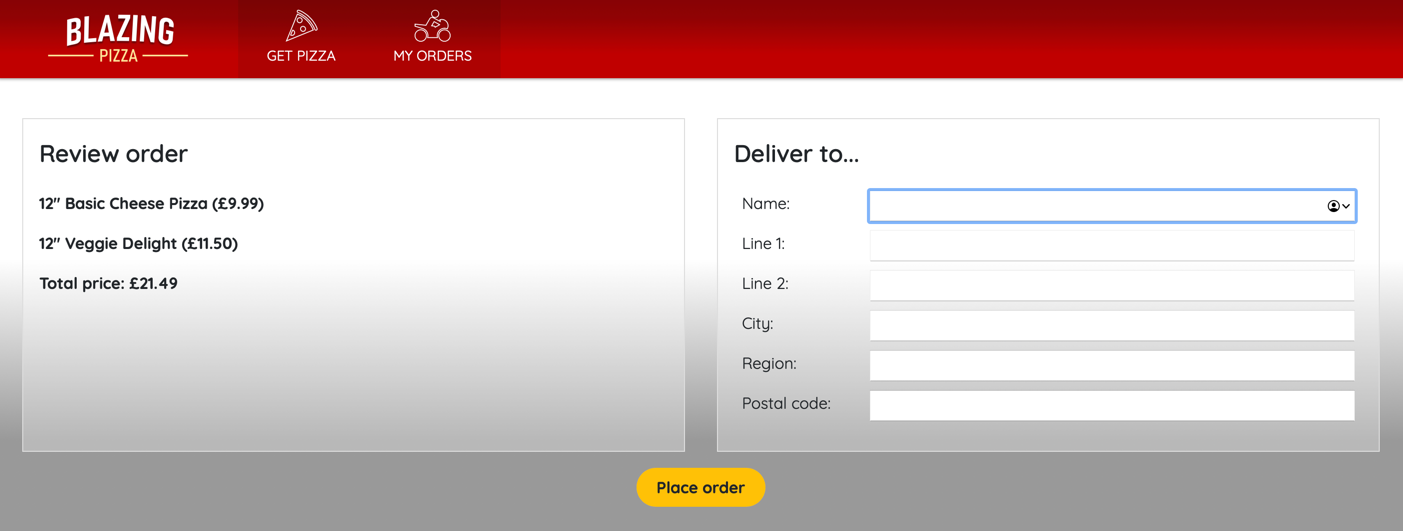 BLAZING
PIZZA
GET PIZZA
MY ORDERS
Review order
12" Basic Cheese Pizza (£9.99)
12" Veggie Delight (£11.50)
Total price: £21.49
Deliver to...
Name:
Line 1:
Line 2:
City:
Region:
Postal code:
Place order